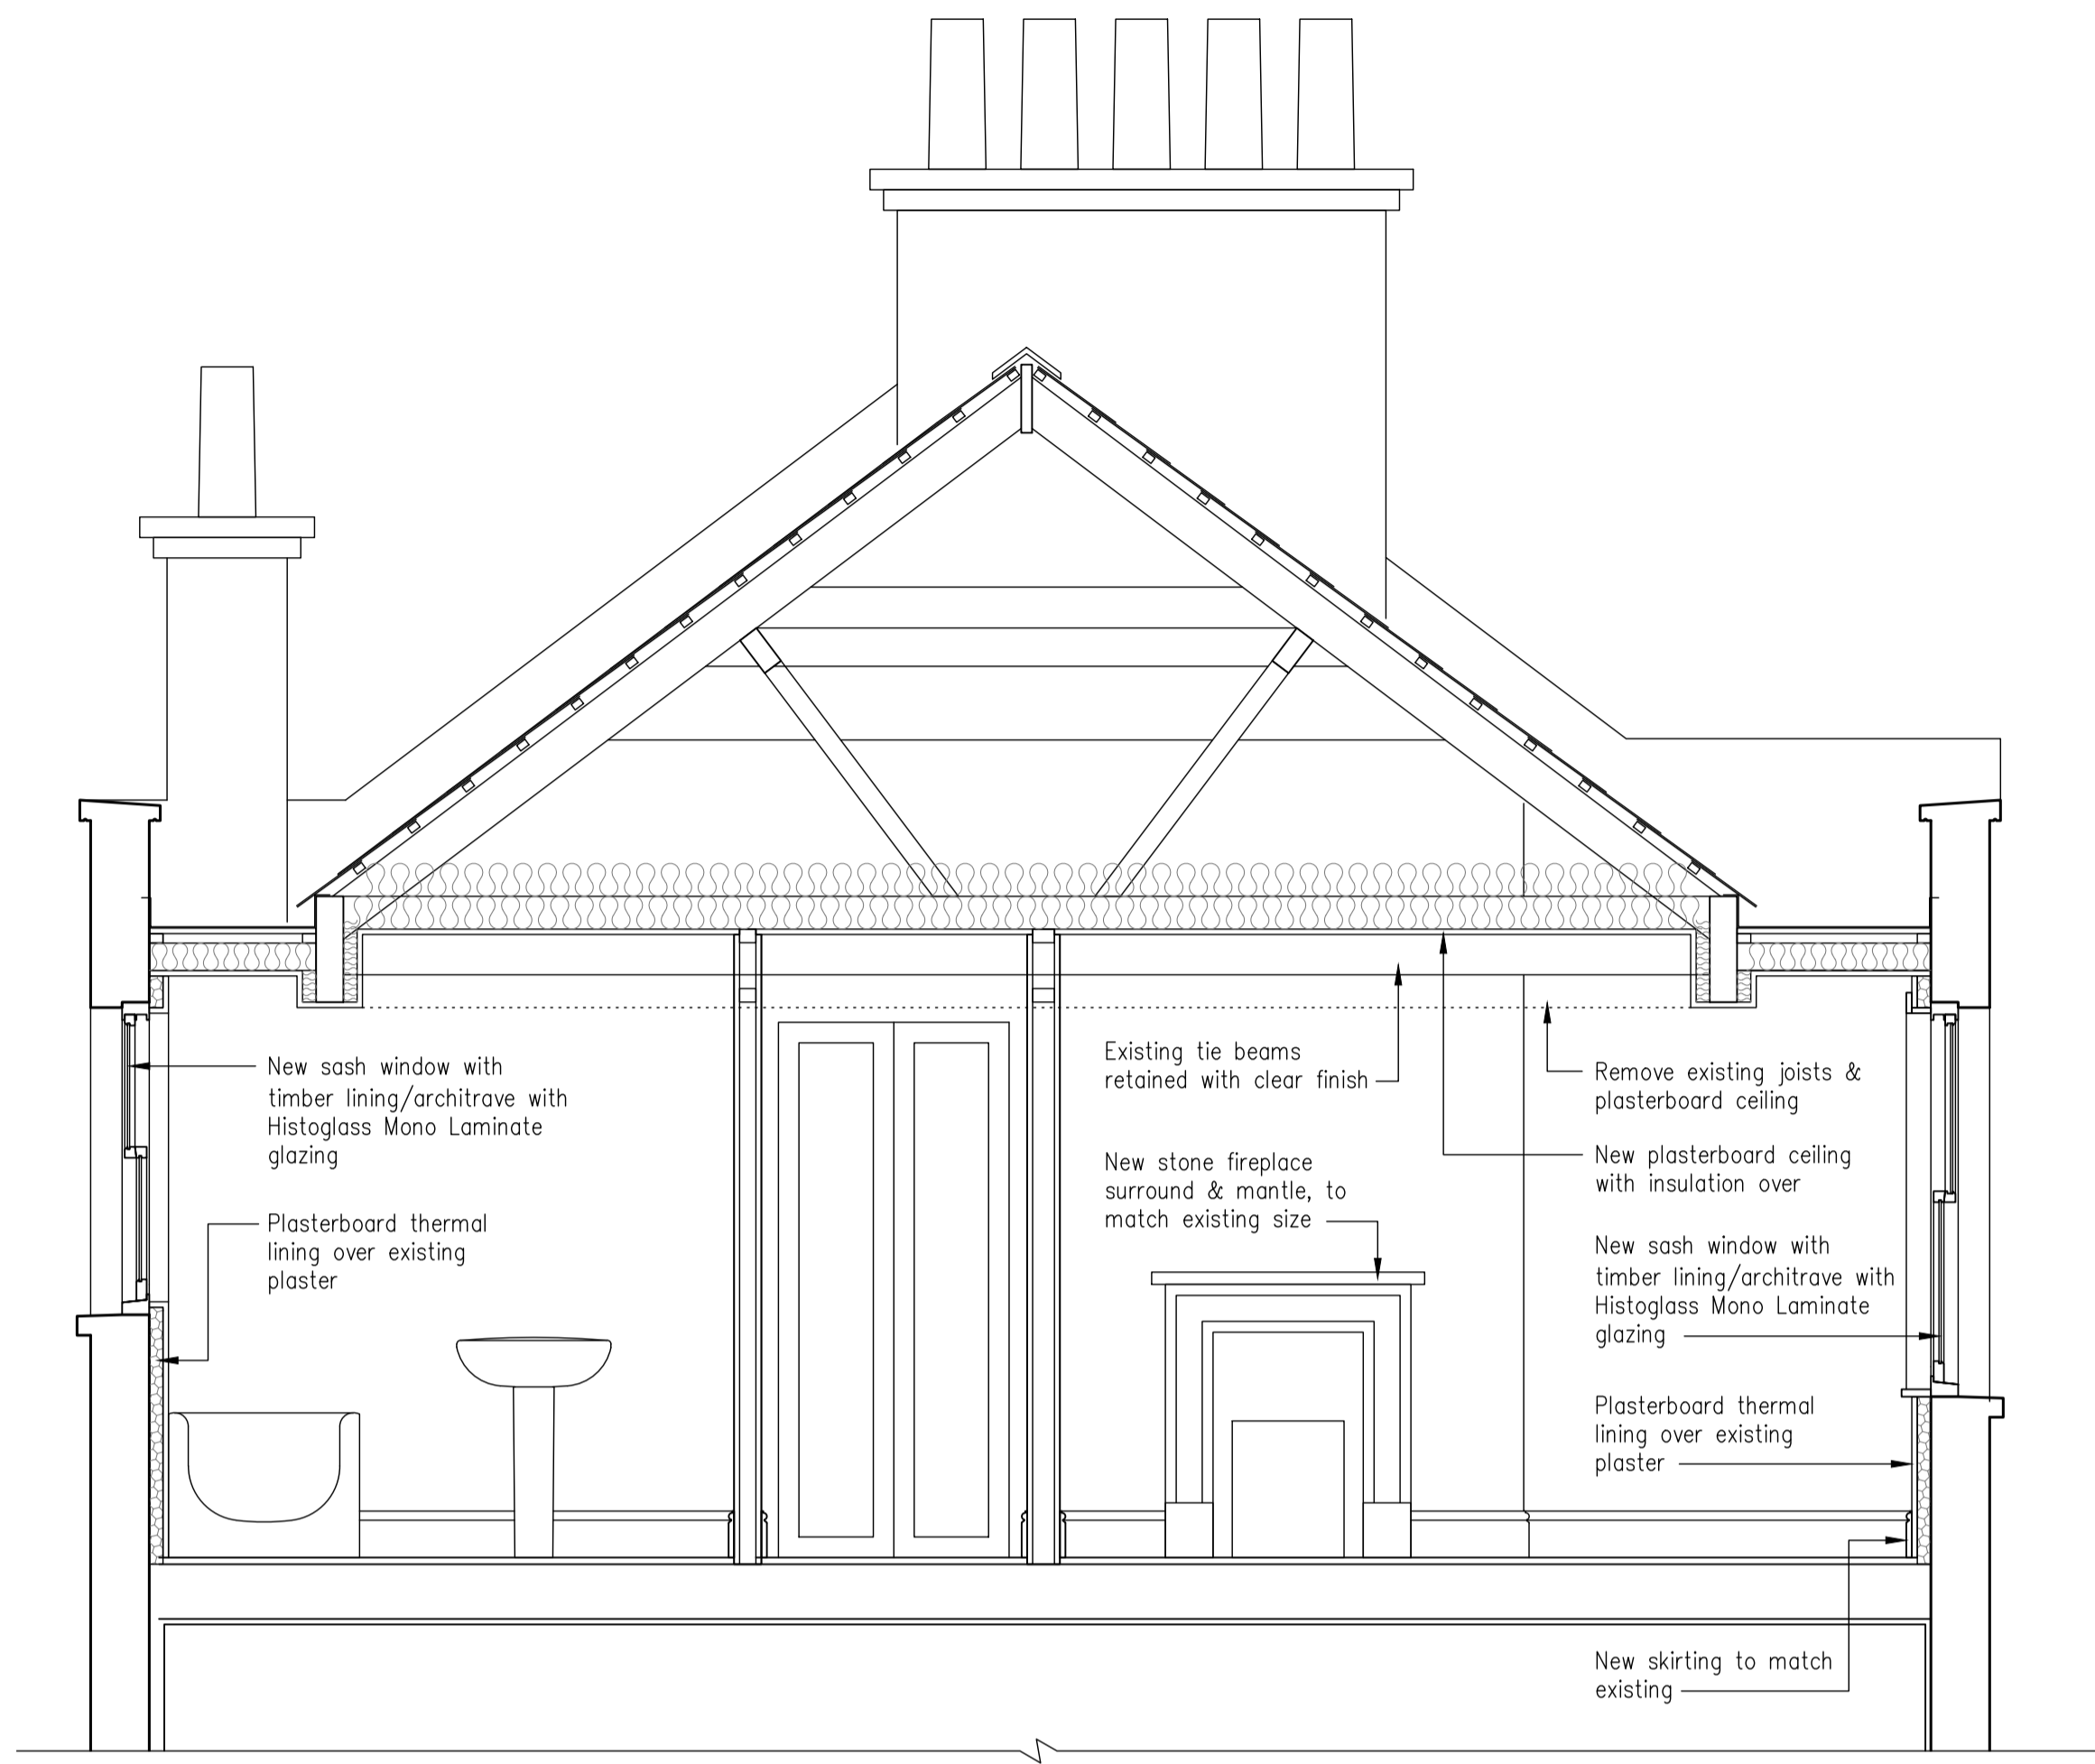 New sash window with
timber lining/architrave with
Histoglass Mono Laminate
glazing
Plasterboard thermal
lining over existing
plaster
Existing tie beams
retained with clear finish
New stone fireplace
surround & mantle, to
match existing size
Remove existing joists &
plasterboard ceiling
New plasterboard ceiling
with insulation over
New sash window with
timber lining/architrave with
Histoglass Mono Laminate
glazing
Plasterboard thermal
lining over existing
plaster
New skirting to match
existing